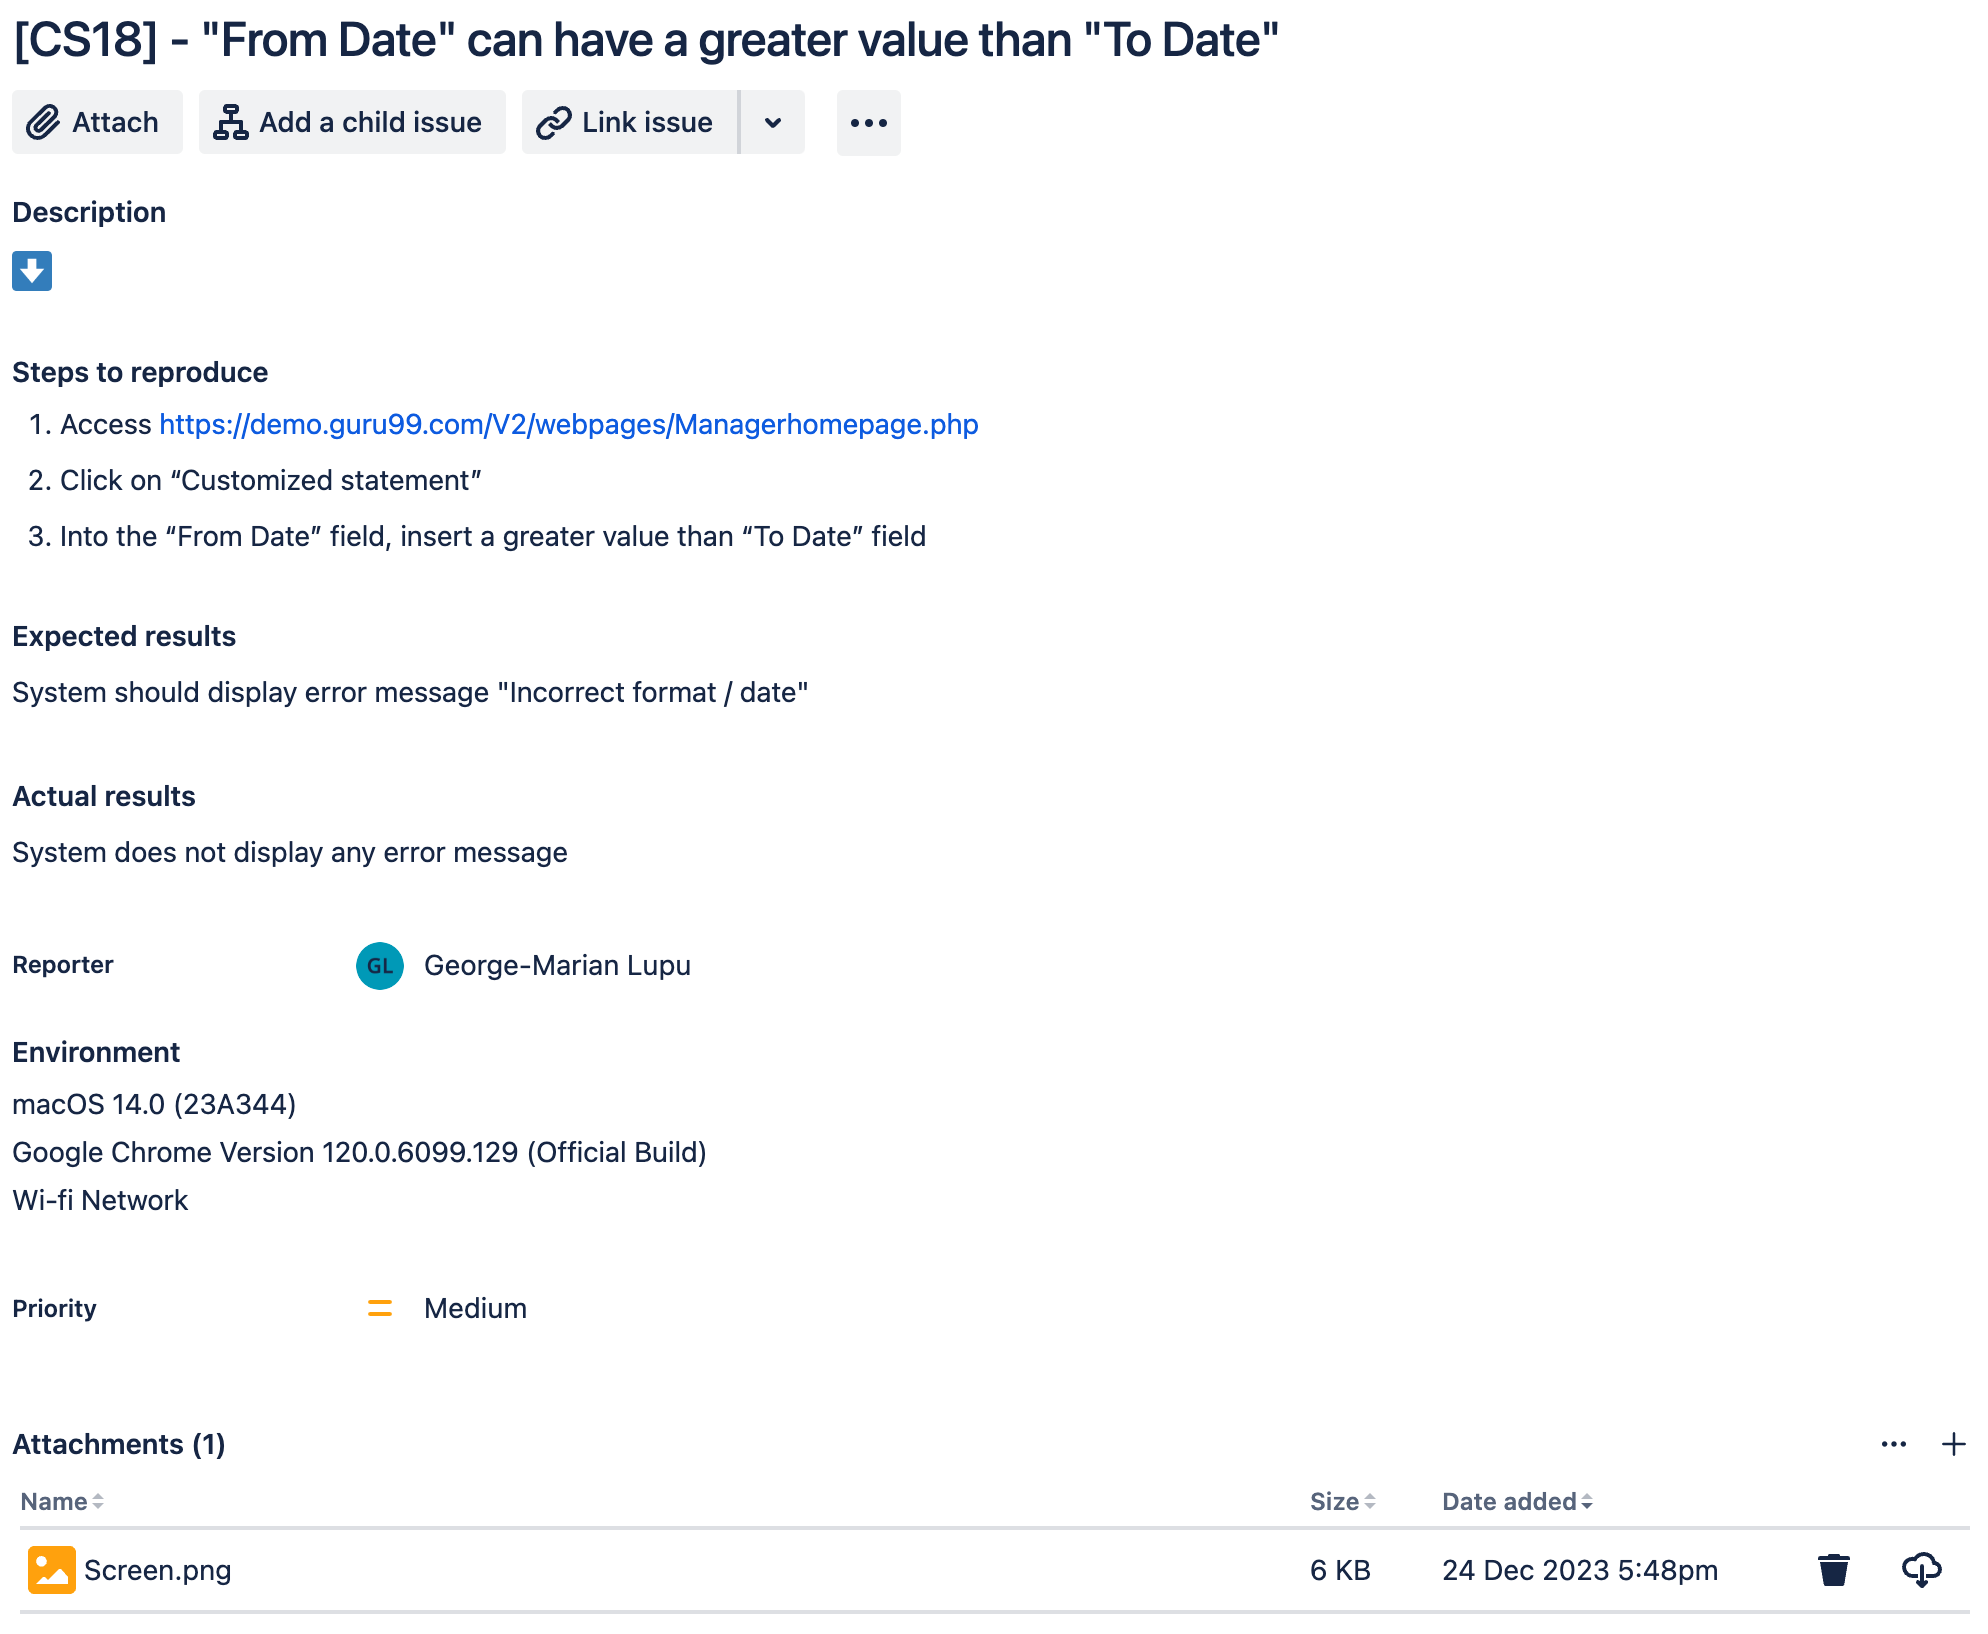 [CS18] - "From Date" can have a greater value than "To Date"
Attach
Add a child issue
Link issue
Description
Steps to reproduce
1. Access https://demo.guru99.com/V2/webpages/Managerhomepage.php
2. Click on “Customized statement”
3. Into the “From Date” field, insert a greater value than “To Date” field
Expected results
System should display error message "Incorrect format / date"
Actual results
System does not display any error message
Reporter GL George-Marian Lupu
Environment
macOS 14.0 (23A344)
Google Chrome Version 120.0.6099.129 (Official Build)
Wi-fi Network
Priority Medium
Attachments (1)
Name Size Date added
Screen.png 6 KB 24 Dec 2023 5:48pm